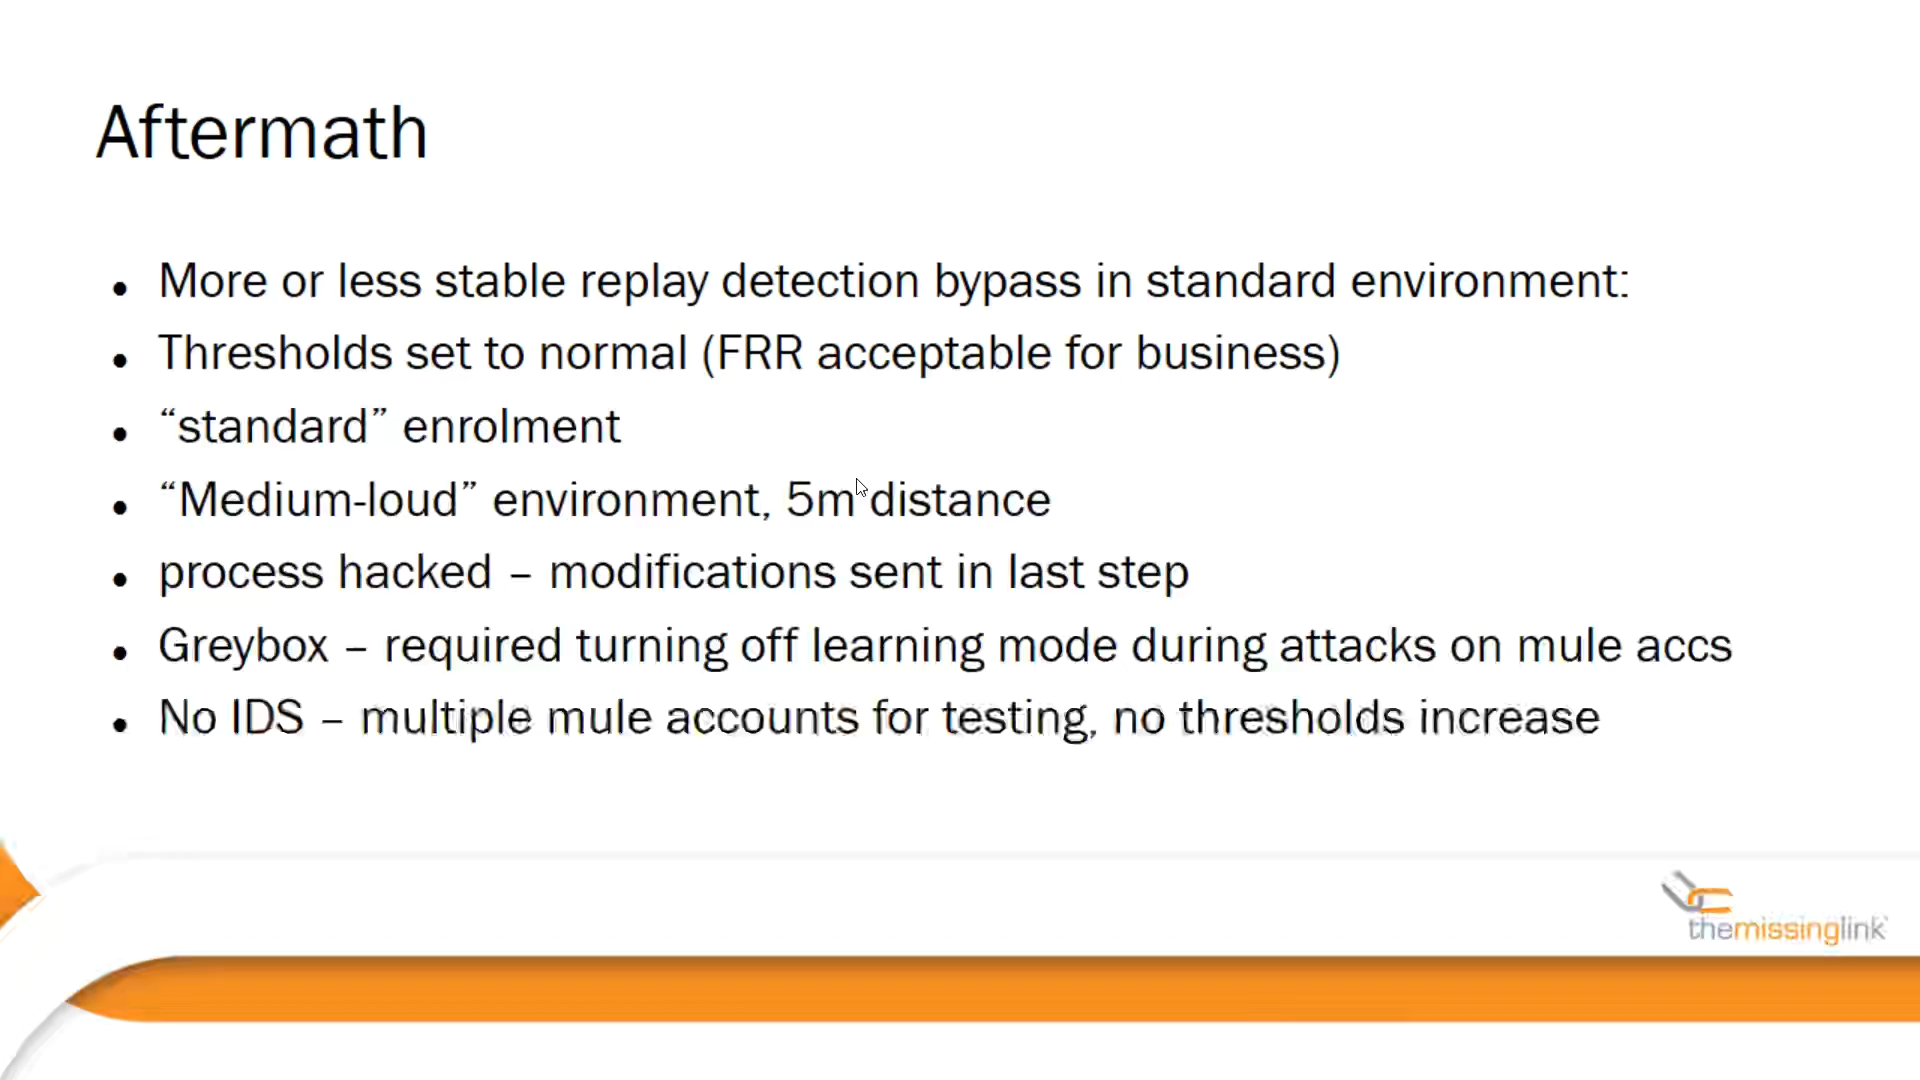 Aftermath
• More or less stable replay detection bypass in standard environment:
• Thresholds set to normal (FRR acceptable for business)
• “standard” enrolment
• “Medium-loud” environment, 5m distance
• process hacked – modifications sent in last step
• Greybox – required turning off learning mode during attacks on mule accs
• No IDS – multiple mule accounts for testing, no thresholds increase
themissinglink